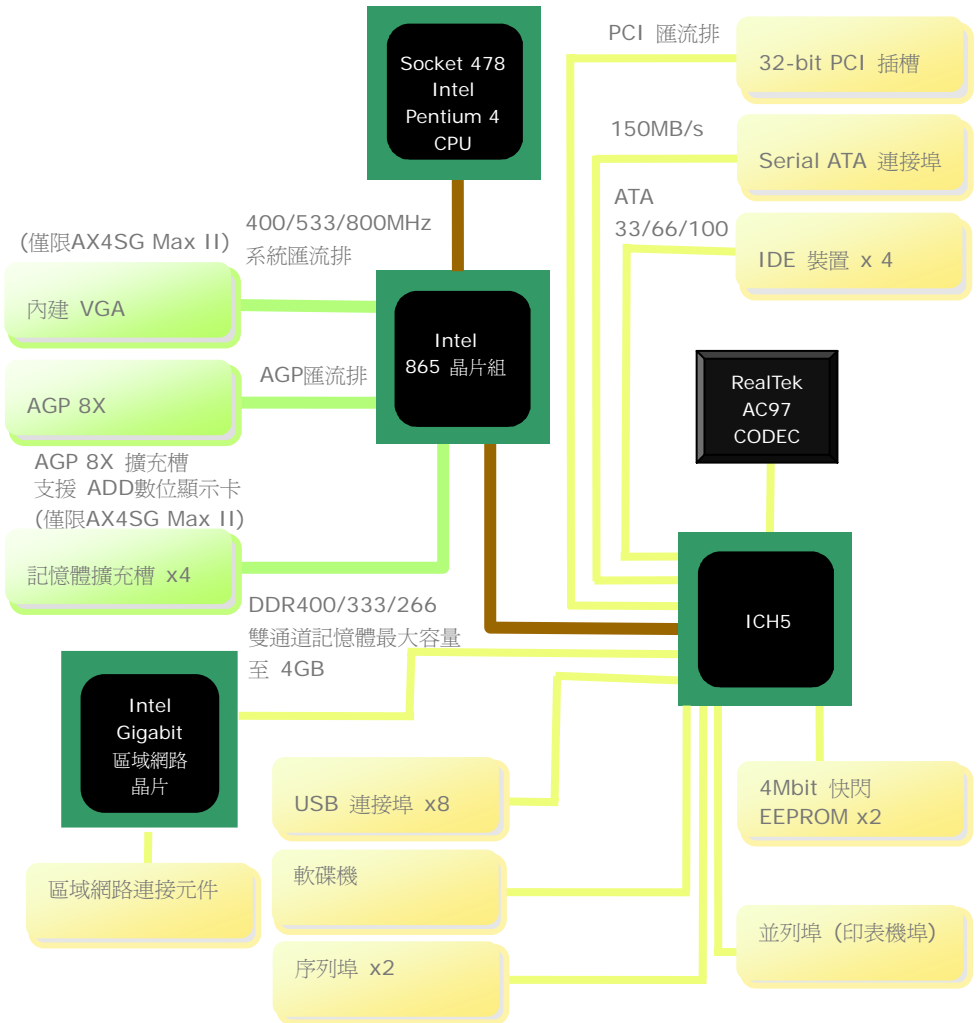 Socket 478
Intel
Pentium 4
CPU
PCI 匯流排
32-bit PCI 插槽
150MB/s
Serial ATA 連接埠
ATA
33/66/100
IDE 裝置 x 4
400/533/800MHz
系統匯流排
(僅限AX4SG Max II)
內建 VGA
Intel
865 晶片組
AGP匯流排
AGP 8X
RealTek
AC97
CODEC
AGP 8X 擴充槽
支援 ADD數位顯示卡
(僅限AX4SG Max II)
記憶體擴充槽 x4
DDR400/333/266
雙通道記憶體最大容量
至 4GB
ICH5
Intel
Gigabit
區域網路
晶片
USB 連接埠 x8
4Mbit 快閃
EEPROM x2
區域網路連接元件
軟碟機
並列埠 (印表機埠)
序列埠 x2